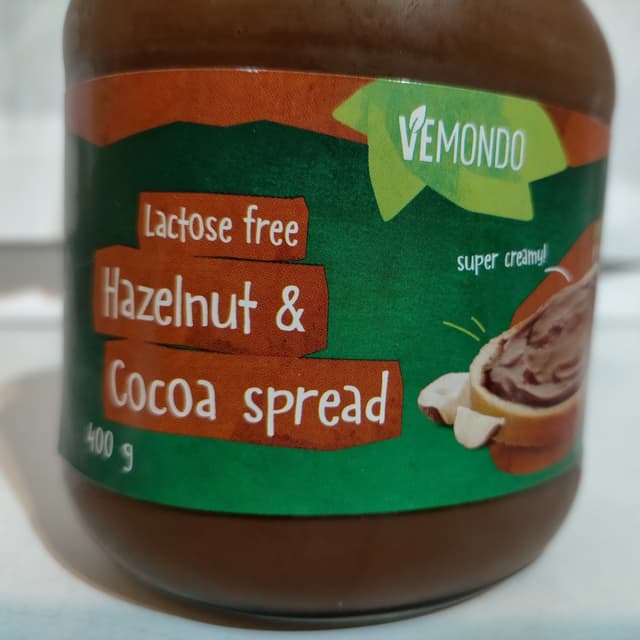 VEMONDO
Lactose free
super creamy!
Hazelnut &
Cocoa spread
400 g